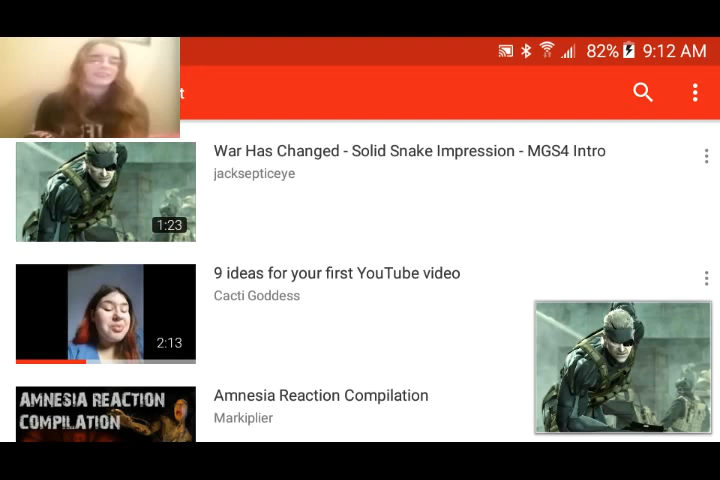 82% 9:12 AM
t
War Has Changed - Solid Snake Impression - MGS4 Intro
jacksepticeye
1:23
9 ideas for your first YouTube video
Cacti Goddess
2:13
AMNESIA REACTION
COMPILATION
Amnesia Reaction Compilation
Markiplier